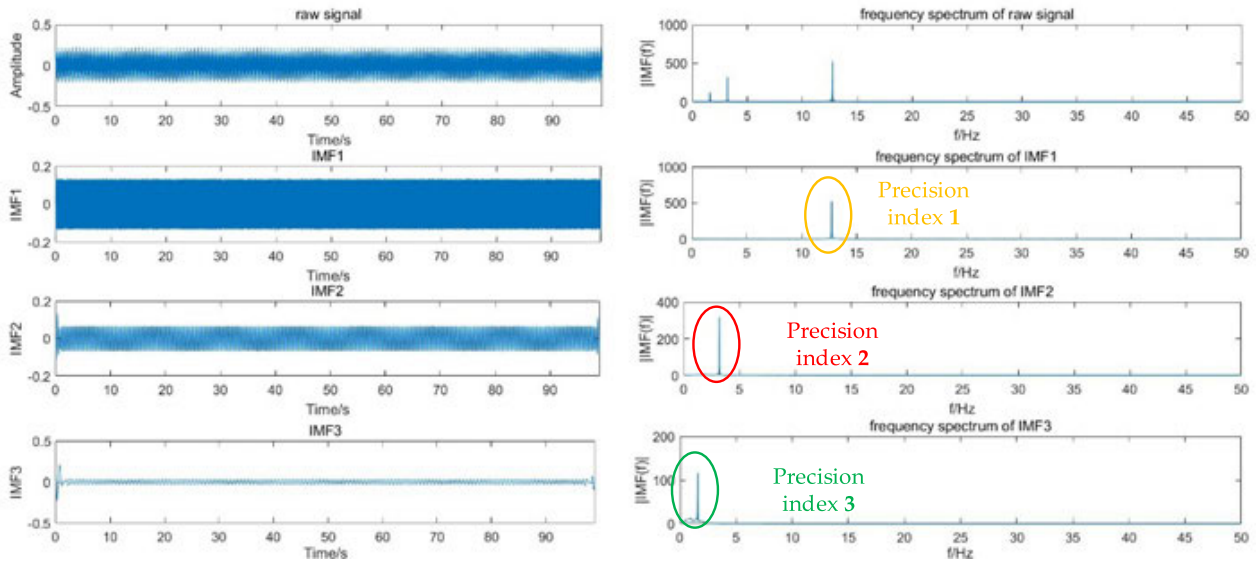 raw signal
Amplitude
0.5
0
-0.5
0 10 20 30 40 50 60 70 80 90
Time/s
frequency spectrum of raw signal
|IMF(f)|
1000
500
0
0 5 10 15 20 25 30 35 40 45 50
f/Hz
IMF1
IMF1
0.2
0
-0.2
0 10 20 30 40 50 60 70 80 90
Time/s
frequency spectrum of IMF1
|IMF(f)|
1000
500
0
Precision
index 1
0 5 10 15 20 25 30 35 40 45 50
f/Hz
IMF2
IMF2
0.2
0
-0.2
0 10 20 30 40 50 60 70 80 90
Time/s
frequency spectrum of IMF2
|IMF(f)|
400
200
0
Precision
index 2
0 5 10 15 20 25 30 35 40 45 50
f/Hz
IMF3
IMF3
0.5
0
-0.5
0 10 20 30 40 50 60 70 80 90
Time/s
frequency spectrum of IMF3
|IMF(f)|
200
100
0
Precision
index 3
0 5 10 15 20 25 30 35 40 45 50
f/Hz